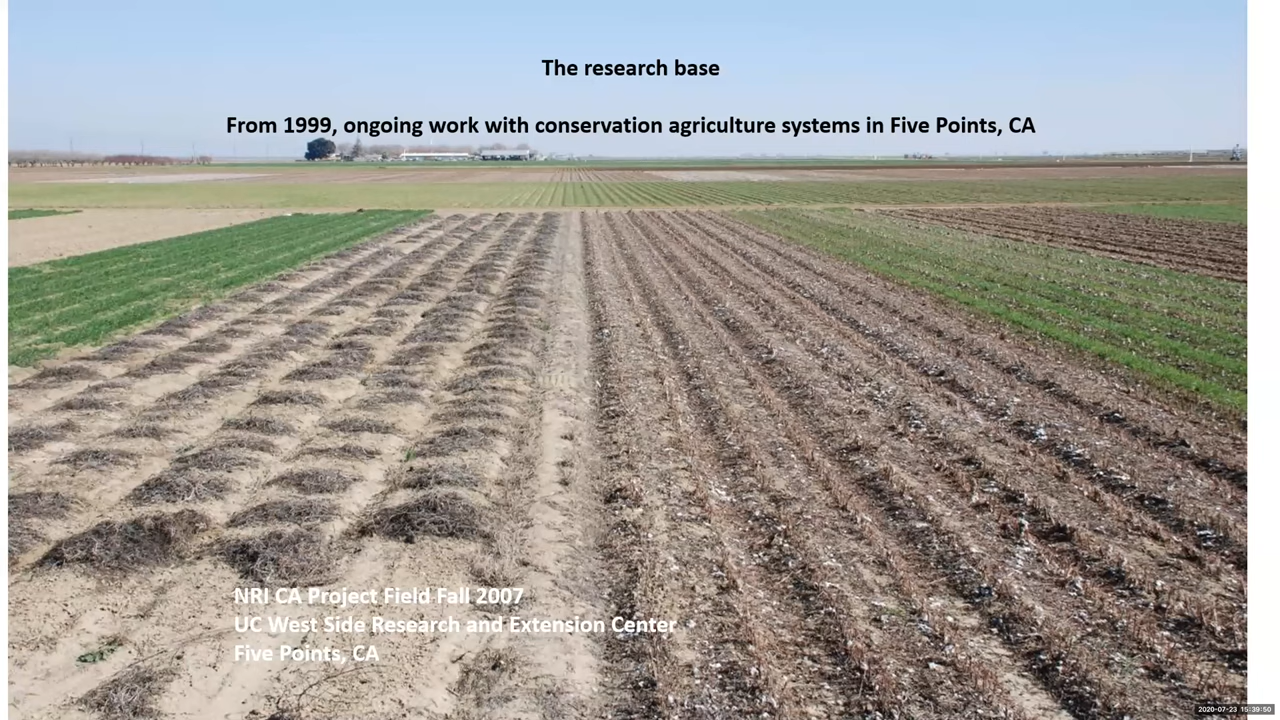 The research base
From 1999, ongoing work with conservation agriculture systems in Five Points, CA
NRI CA Project Field Fall 2007
UC West Side Research and Extension Center
Five Points, CA
2020-07-23 15:39:50